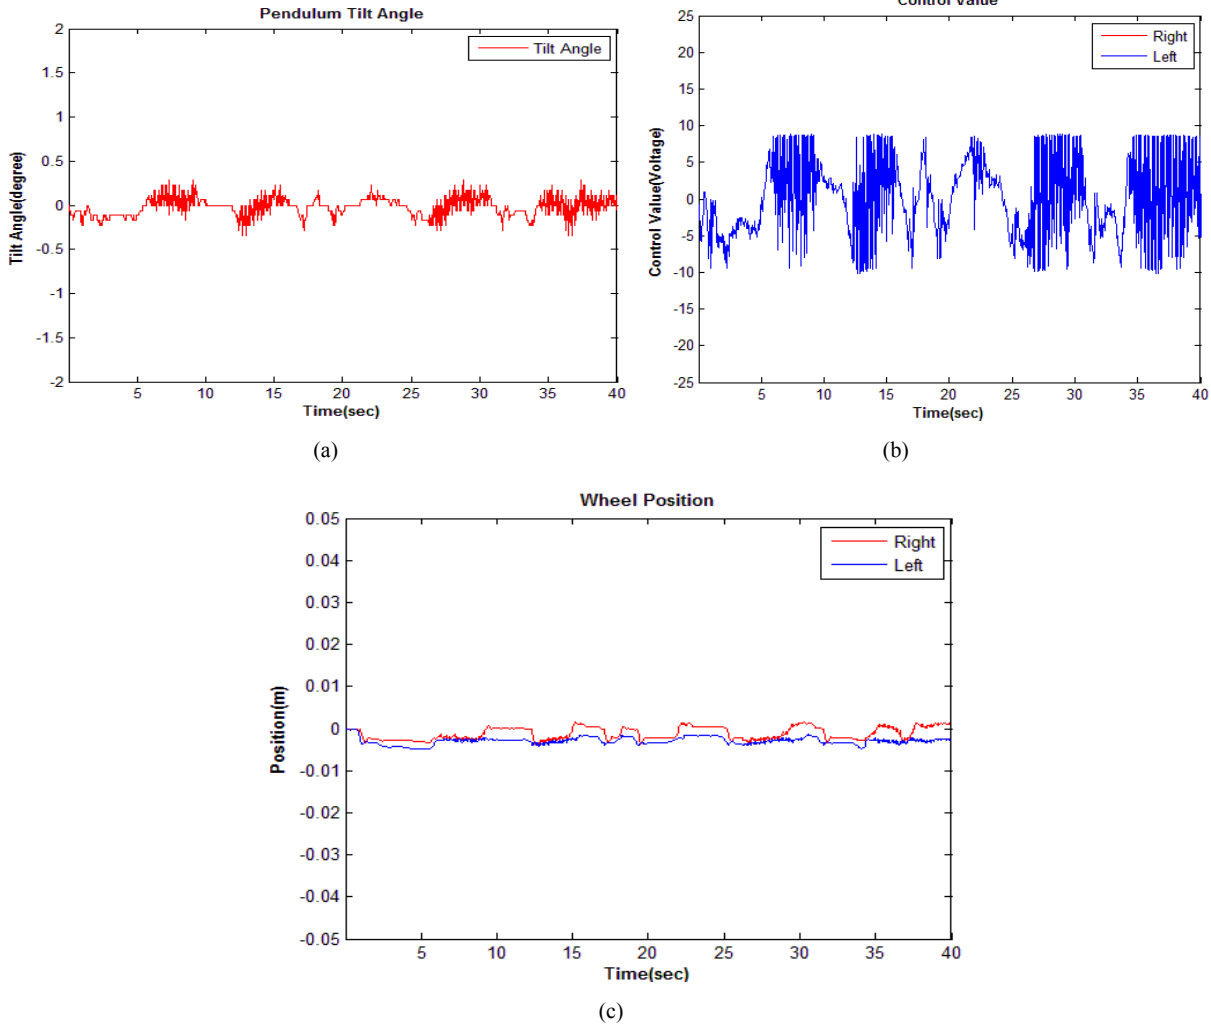 Pendulum Tilt Angle
2
1.5
1
0.5
0
-0.5
-1
-1.5
-2
Tilt Angle(degree)
Tilt Angle
5 10 15 20 25 30 35 40
Time(sec)
(a)
Control Value
25
20
15
10
5
0
-5
-10
-15
-20
-25
Control Value(Voltage)
Right
Left
5 10 15 20 25 30 35 40
Time(sec)
(b)
Wheel Position
0.05
0.04
0.03
0.02
0.01
0
-0.01
-0.02
-0.03
-0.04
-0.05
Position(m)
Right
Left
5 10 15 20 25 30 35 40
Time(sec)
(c)